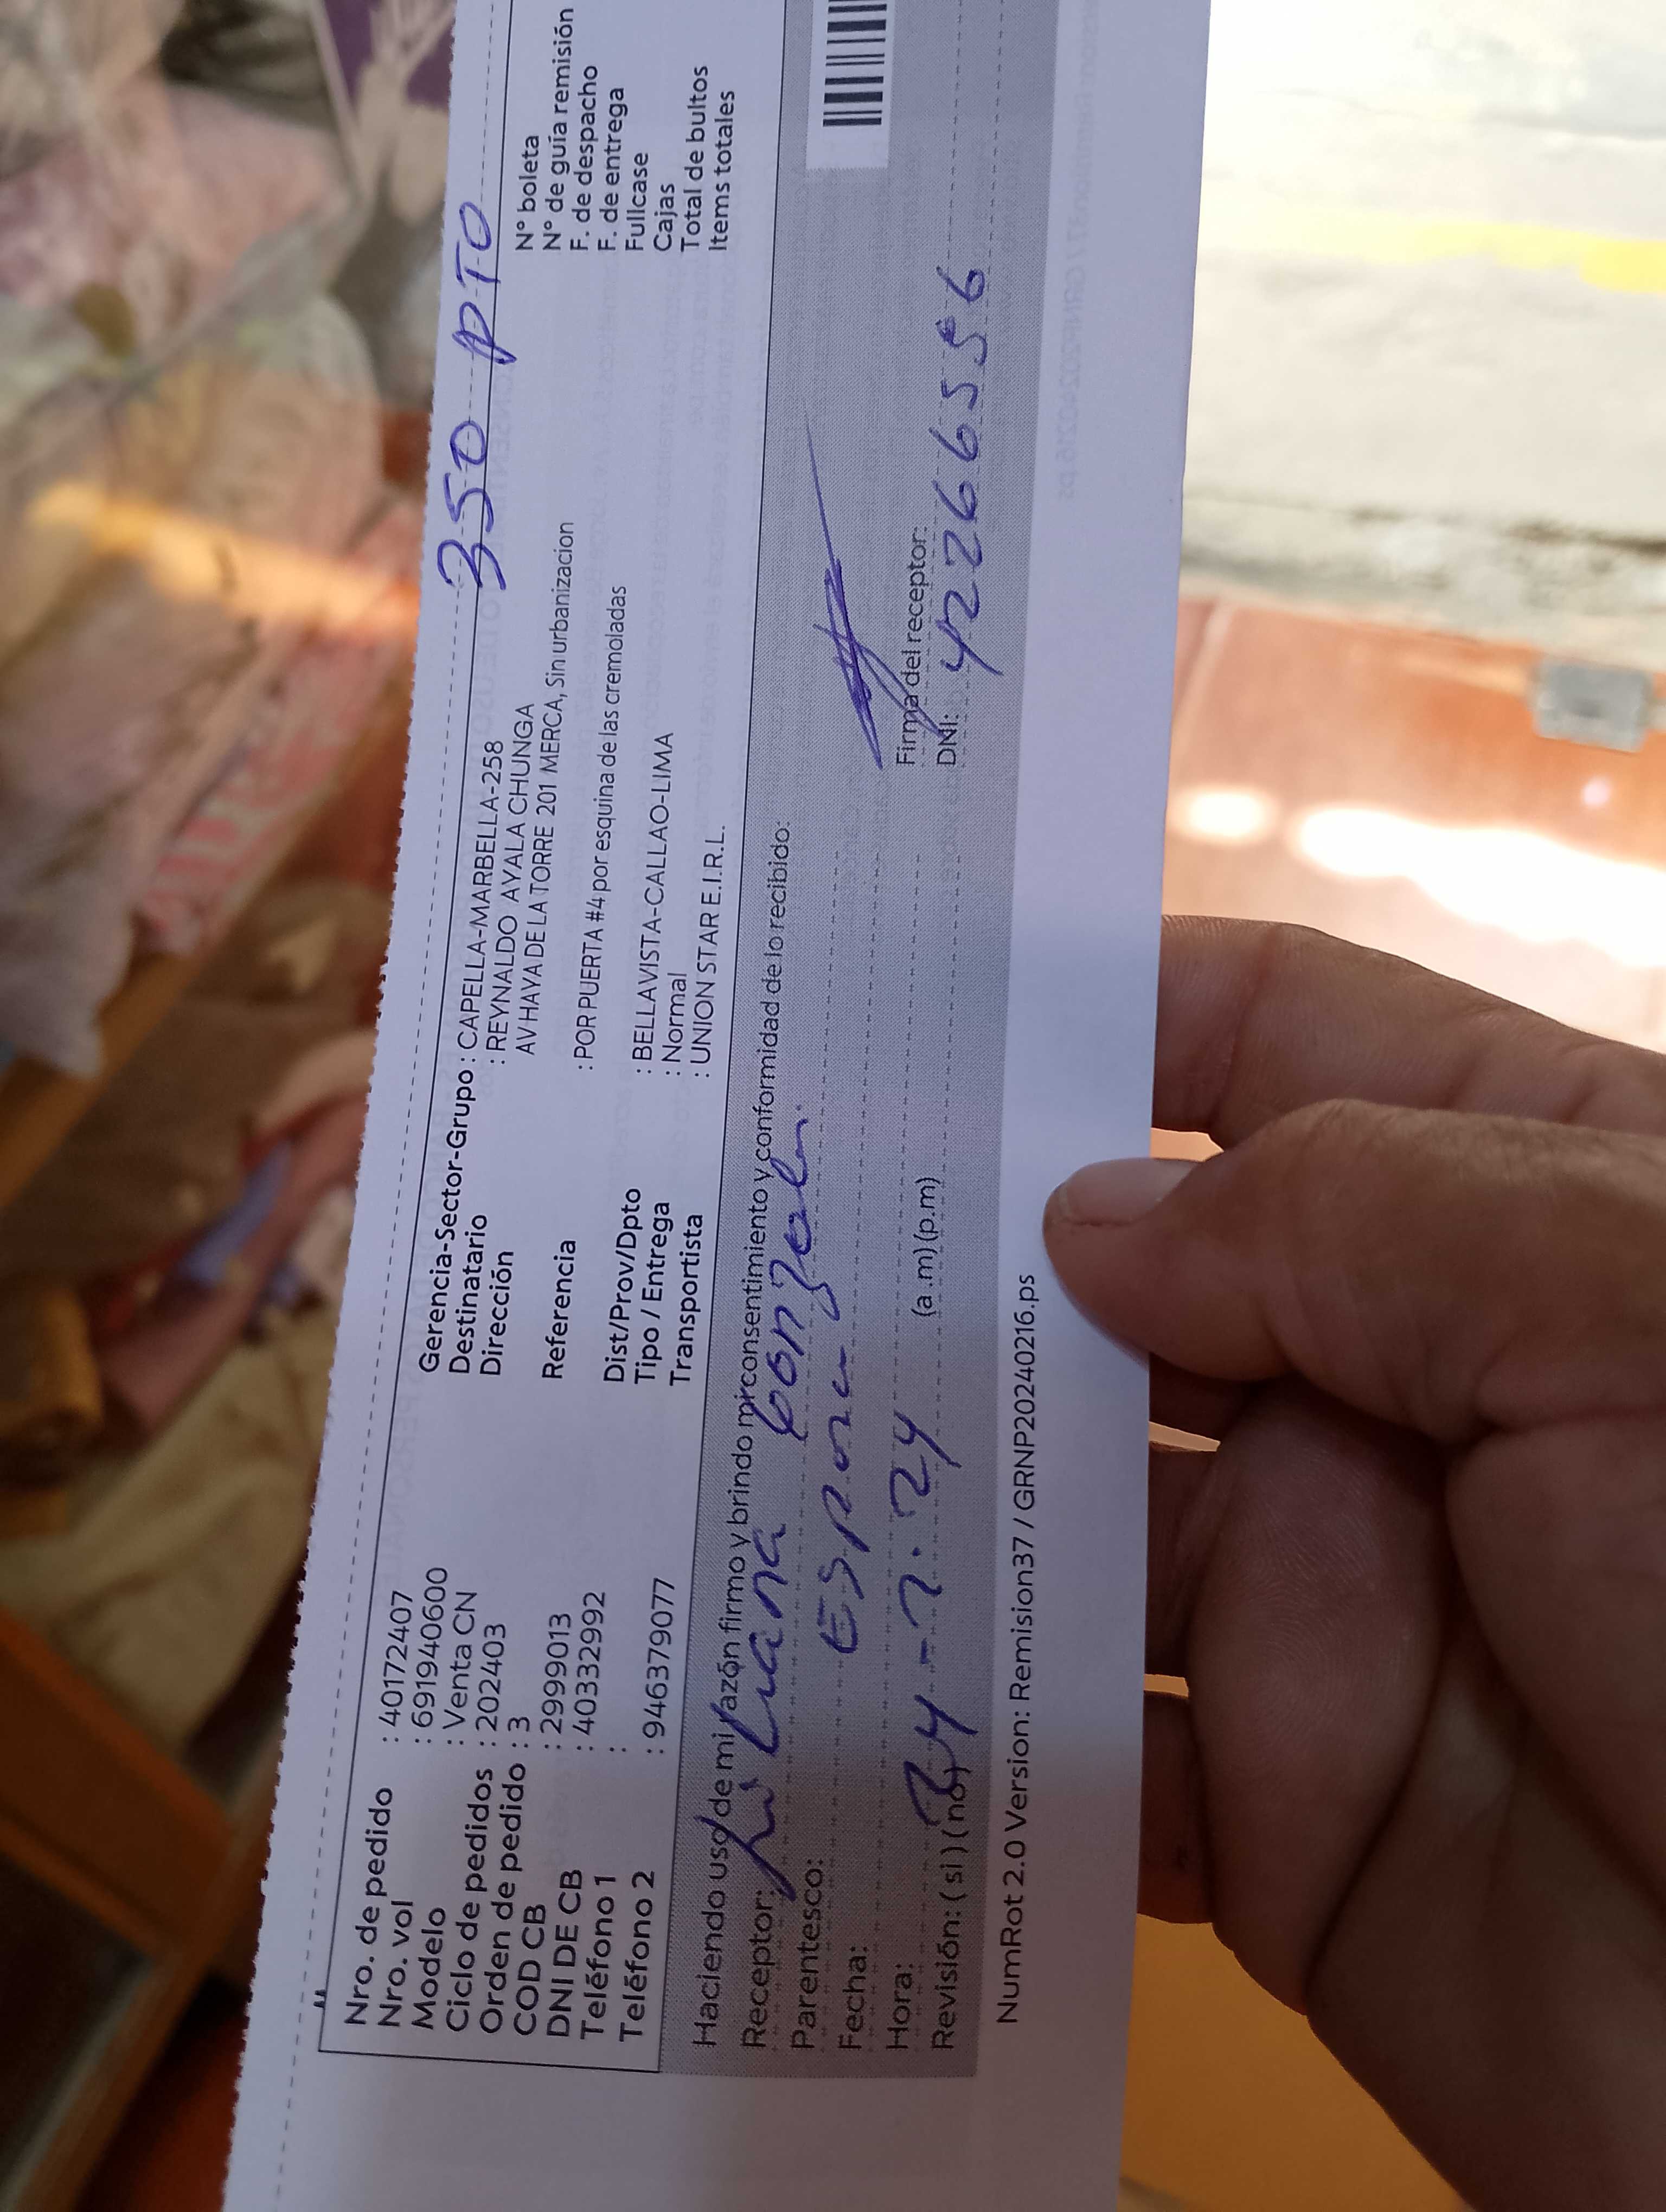 350 PTO
Nro. de pedido : 40172407
Nro. vol : 6919406​00
Modelo : Venta CN
Ciclo de pedidos : 202403
Orden de pedido : 3
COD CB : 2999013
DNI DE CB : 40332992
Teléfono 1 :
Teléfono 2 : 946379077
Gerencia-Sector-Grupo : CAPELLA-MARBELLA-258
Destinatario : REYNALDO AYALA CHUNGA
Dirección AV HAYA DE LA TORRE 201 MERCA, Sin urbanizacion
Referencia : POR PUERTA #4 por esquina de las cremoladas
Dist/Prov/Dpto : BELLAVISTA-CALLAO-LIMA
Tipo / Entrega : Normal
Transportista : UNION STAR E.I.R.L.
N° boleta
N° de guía remisión
F. de despacho
F. de entrega
Fullcase
Cajas
Total de bultos
Items totales
Haciendo uso de mi razón firmo y brindo mi consentimiento y conformidad de lo recibido:
Receptor: Liliana
Parentesco:
Fecha:
Hora: (a.m) (p.m)
Revisión: ( si ) ( no )
Firma del receptor:
DNI: 42266556
NumRot 2.0 Version: Remision37 / GRNP20240216.ps